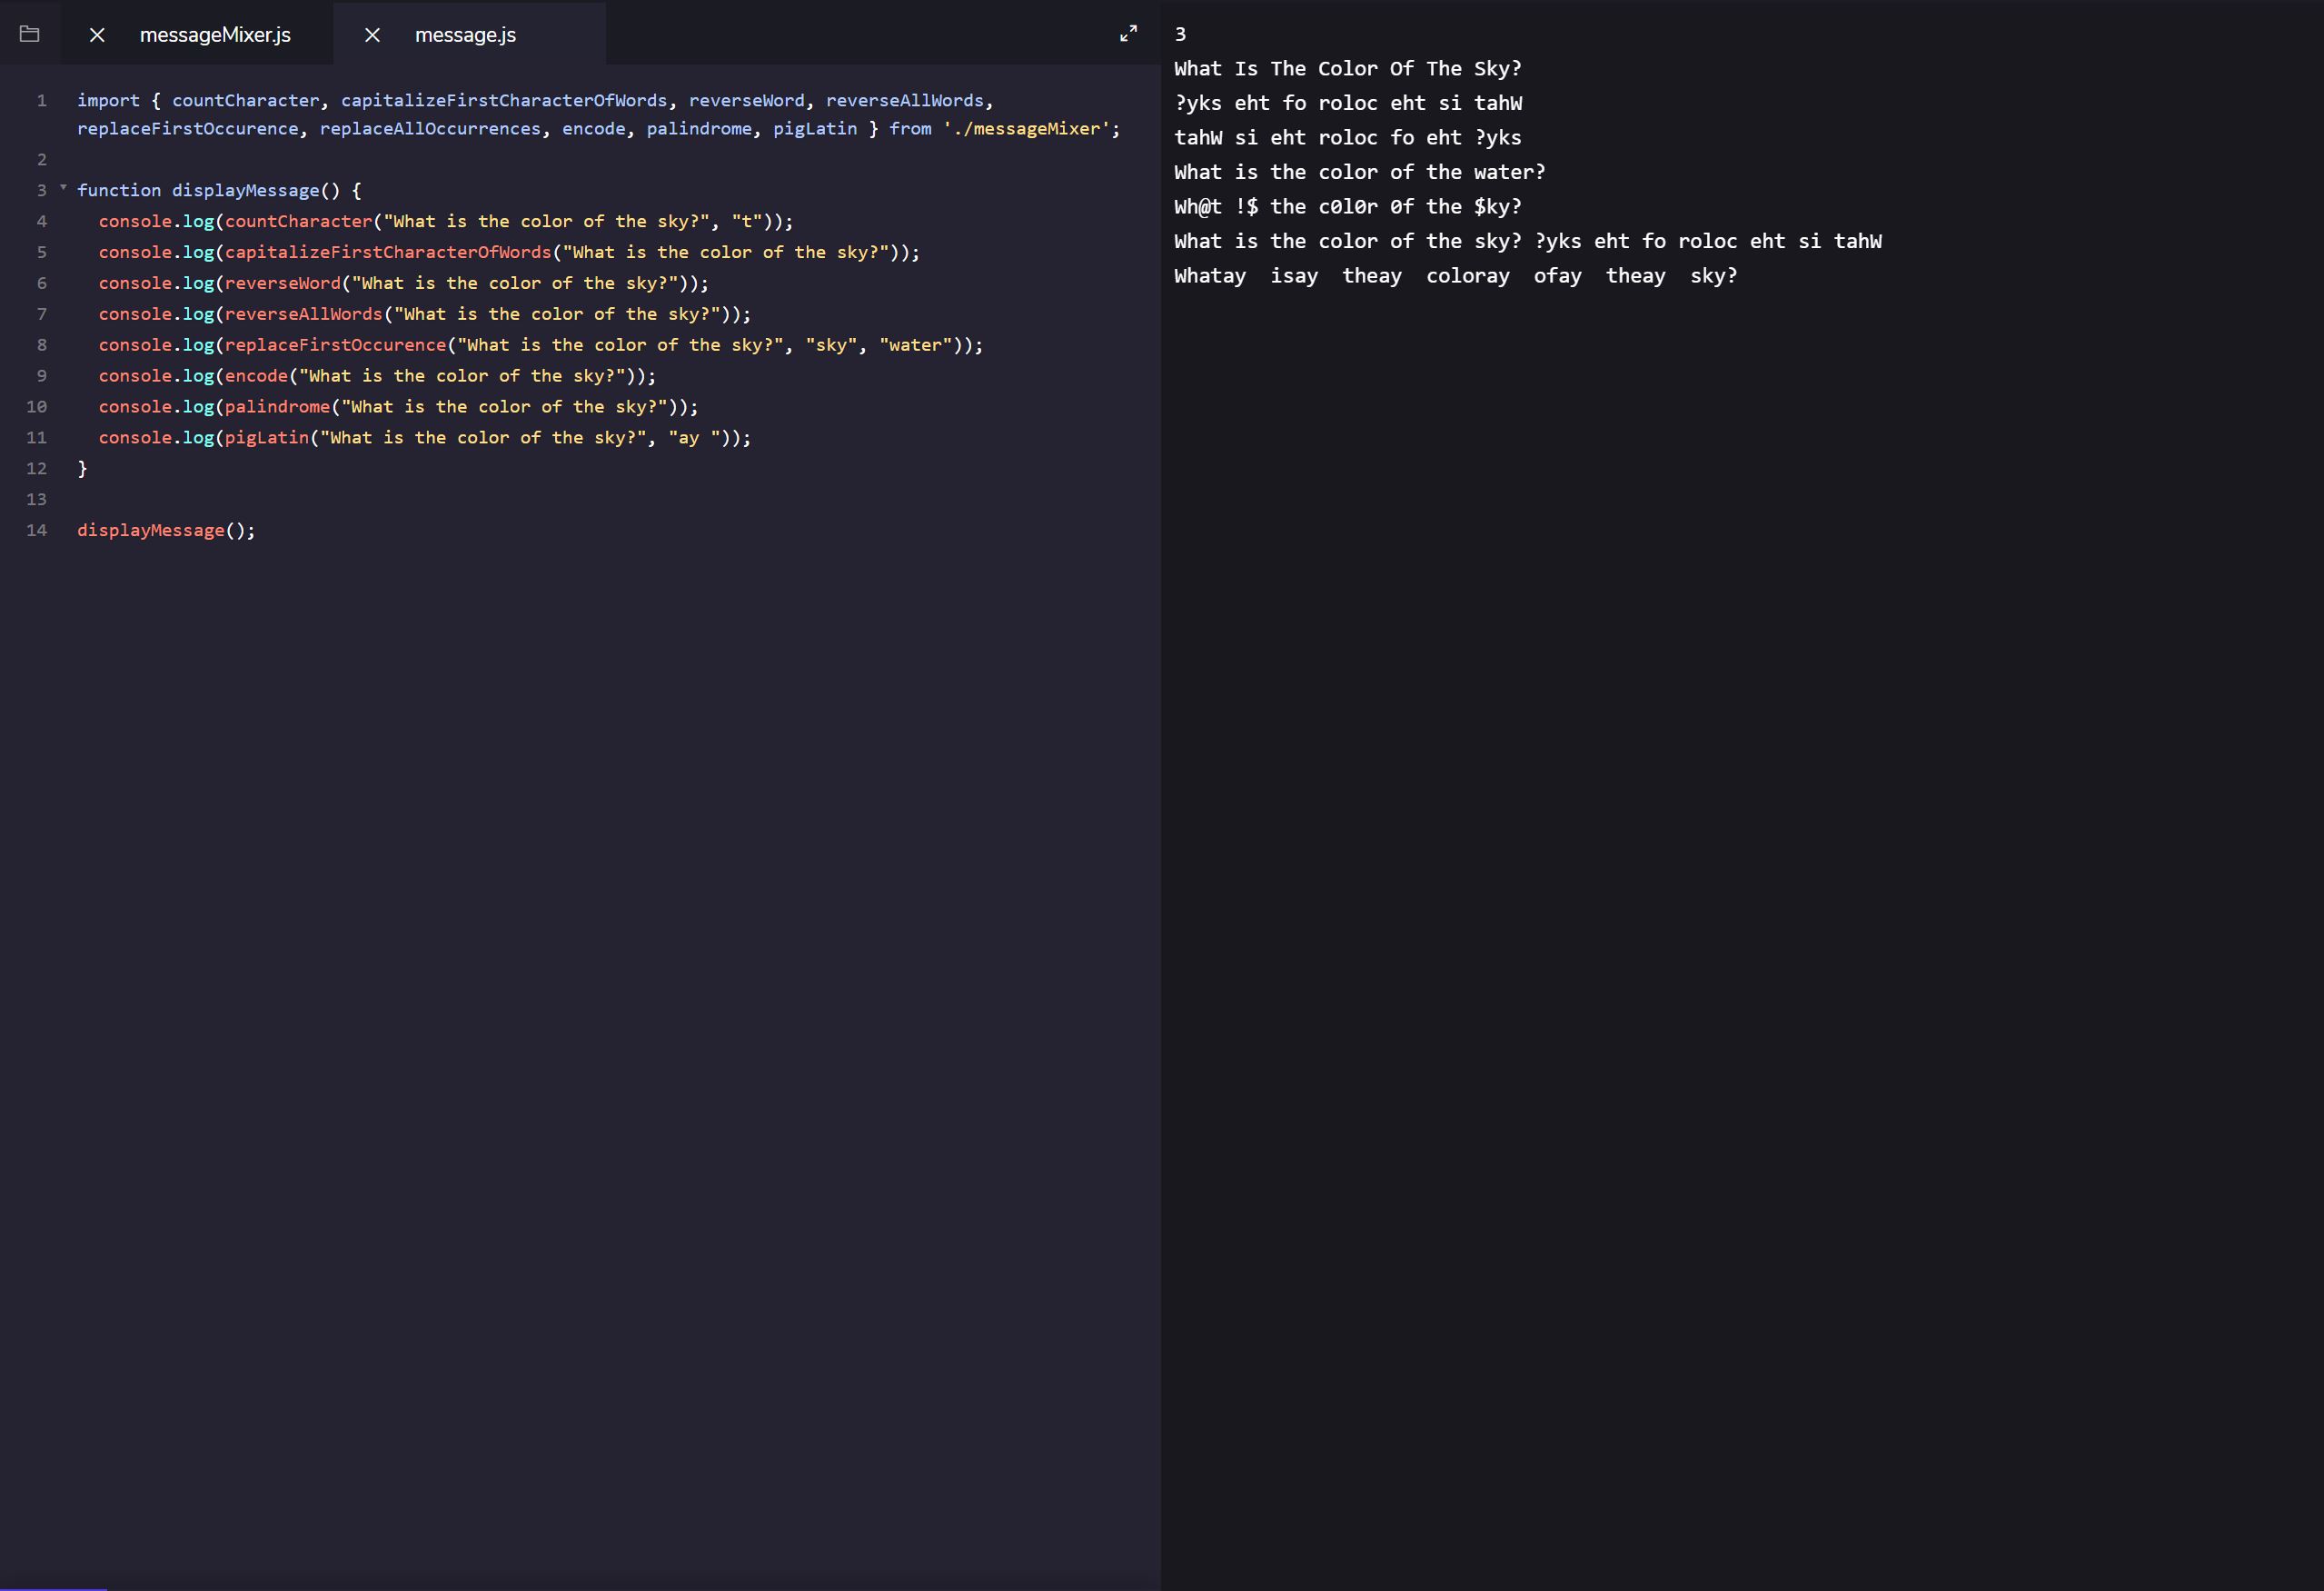 messageMixer.js
message.js
1 import { countCharacter, capitalizeFirstCharacterOfWords, reverseWord, reverseAllWords,
replaceFirstOccurence, replaceAllOccurrences, encode, palindrome, pigLatin } from './messageMixer';
2
3 function displayMessage() {
4 console.log(countCharacter("What is the color of the sky?", "t"));
5 console.log(capitalizeFirstCharacterOfWords("What is the color of the sky?"));
6 console.log(reverseWord("What is the color of the sky?"));
7 console.log(reverseAllWords("What is the color of the sky?"));
8 console.log(replaceFirstOccurence("What is the color of the sky?", "sky", "water"));
9 console.log(encode("What is the color of the sky?"));
10 console.log(palindrome("What is the color of the sky?"));
11 console.log(pigLatin("What is the color of the sky?", "ay "));
12 }
13
14 displayMessage();
3
What Is The Color Of The Sky?
?yks eht fo roloc eht si tahW
tahW si eht roloc fo eht ?yks
What is the color of the water?
Wh@t !$ the c0l0r 0f the $ky?
What is the color of the sky? ?yks eht fo roloc eht si tahW
Whatay  isay  theay  coloray  ofay  theay  sky?